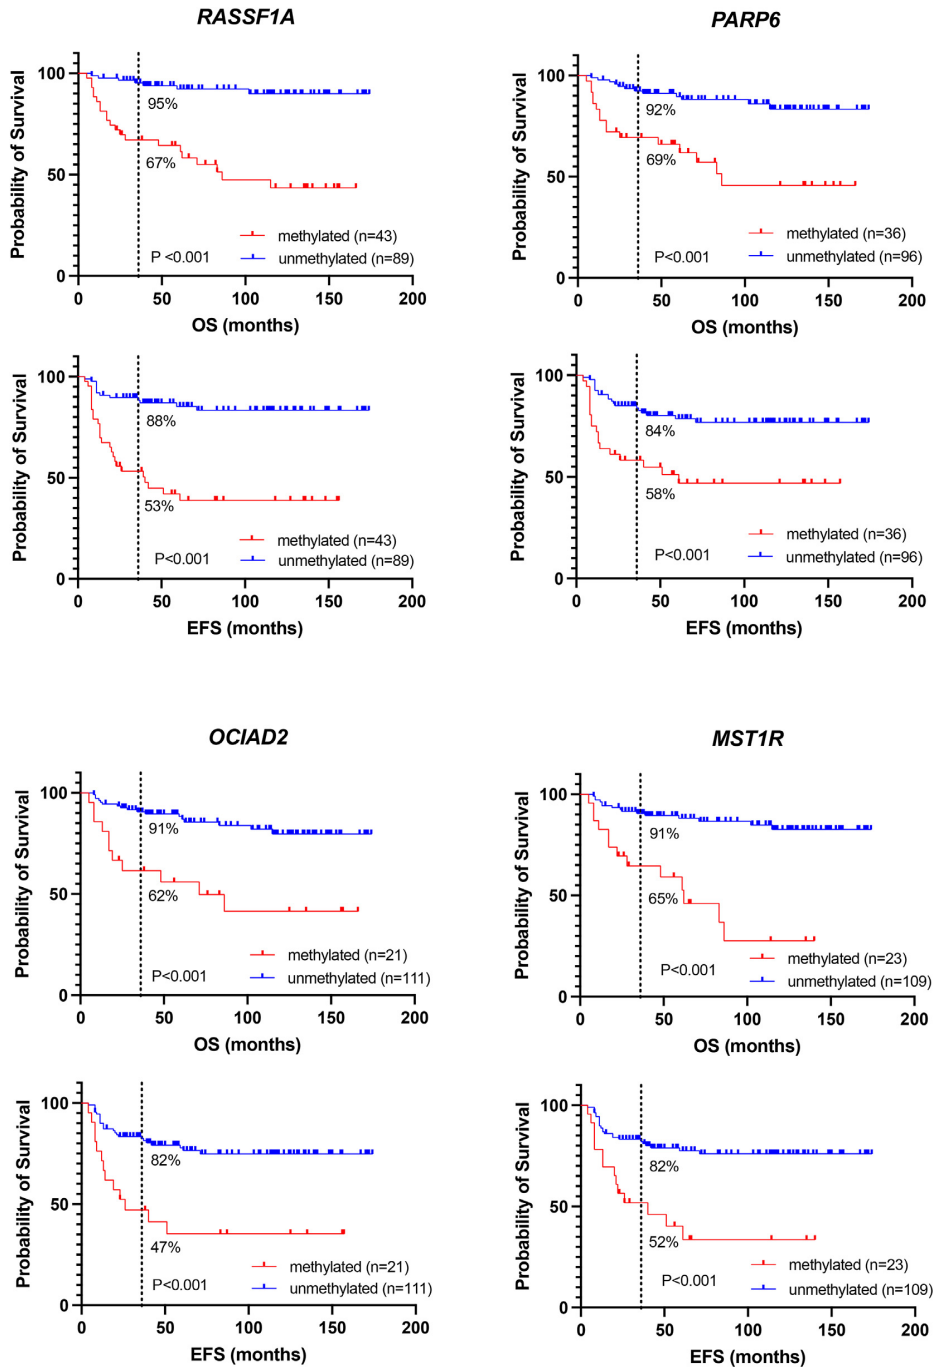 RASSF1A
Probability of Survival
100
50
0
95%
67%
methylated (n=43)
unmethylated (n=89)
P <0.001
0 50 100 150 200
OS (months)
PARP6
Probability of Survival
100
50
0
92%
69%
methylated (n=36)
unmethylated (n=96)
P <0.001
0 50 100 150 200
OS (months)
Probability of Survival
100
50
0
88%
53%
methylated (n=43)
unmethylated (n=89)
P<0.001
0 50 100 150 200
EFS (months)
Probability of Survival
100
50
0
84%
58%
methylated (n=36)
unmethylated (n=96)
P<0.001
0 50 100 150 200
EFS (months)
OCIAD2
Probability of Survival
100
50
0
91%
62%
methylated (n=21)
unmethylated (n=111)
P<0.001
0 50 100 150 200
OS (months)
MST1R
Probability of Survival
100
50
0
91%
65%
methylated (n=23)
unmethylated (n=109)
P<0.001
0 50 100 150 200
OS (months)
Probability of Survival
100
50
0
82%
47%
methylated (n=21)
unmethylated (n=111)
P<0.001
0 50 100 150 200
EFS (months)
Probability of Survival
100
50
0
82%
52%
methylated (n=23)
unmethylated (n=109)
P<0.001
0 50 100 150 200
EFS (months)